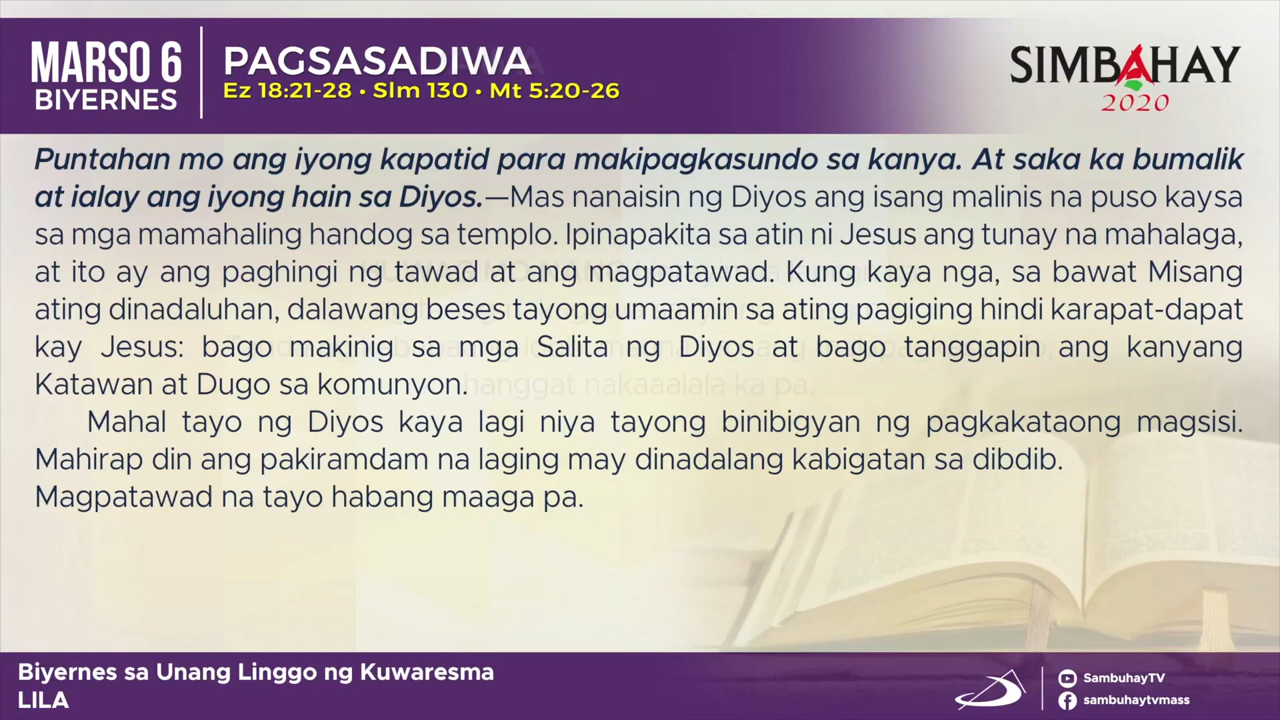 MARSO 6
BIYERNES
PAGSASADIWA
Ez 18:21-28 • Slm 130 • Mt 5:20-26
SIMBAHAY
2020
Puntahan mo ang iyong kapatid para makipagkasundo sa kanya. At saka ka bumalik
at ialay ang iyong hain sa Diyos.—Mas nanaisin ng Diyos ang isang malinis na puso kaysa
sa mga mamahaling handog sa templo. Ipinapakita sa atin ni Jesus ang tunay na mahalaga,
at ito ay ang paghingi ng tawad at ang magpatawad. Kung kaya nga, sa bawat Misang
ating dinadaluhan, dalawang beses tayong umaamin sa ating pagiging hindi karapat-dapat
kay Jesus: bago makinig sa mga Salita ng Diyos at bago tanggapin ang kanyang
Katawan at Dugo sa komunyon.
hanggat nakaaalala ka pa.
Mahal tayo ng Diyos kaya lagi niya tayong binibigyan ng pagkakataong magsisi.
Mahirap din ang pakiramdam na laging may dinadalang kabigatan sa dibdib.
Magpatawad na tayo habang maaga pa.
Biyernes sa Unang Linggo ng Kuwaresma
LILA
SambuhayTV
sambuhaytvmass